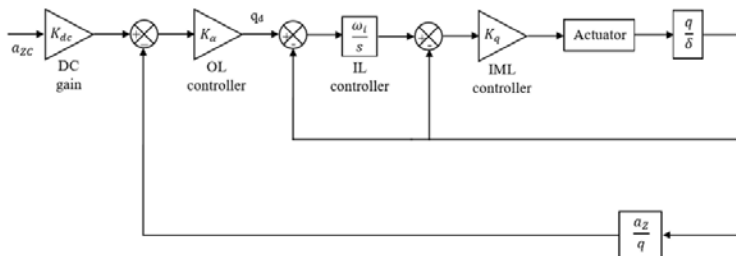 a_ZC
K_dc
DC
gain
+
-
K_α
OL
controller
q_d
+
-
ω_i
s
IL
controller
+
-
K_q
IML
controller
Actuator
q
δ
a_z
q